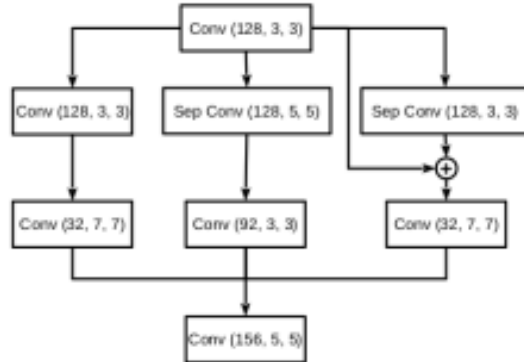 Conv (128, 3, 3)
Conv (128, 3, 3)
Sep Conv (128, 5, 5)
Sep Conv (128, 3, 3)
+
Conv (32, 7, 7)
Conv (92, 3, 3)
Conv (32, 7, 7)
Conv (156, 5, 5)